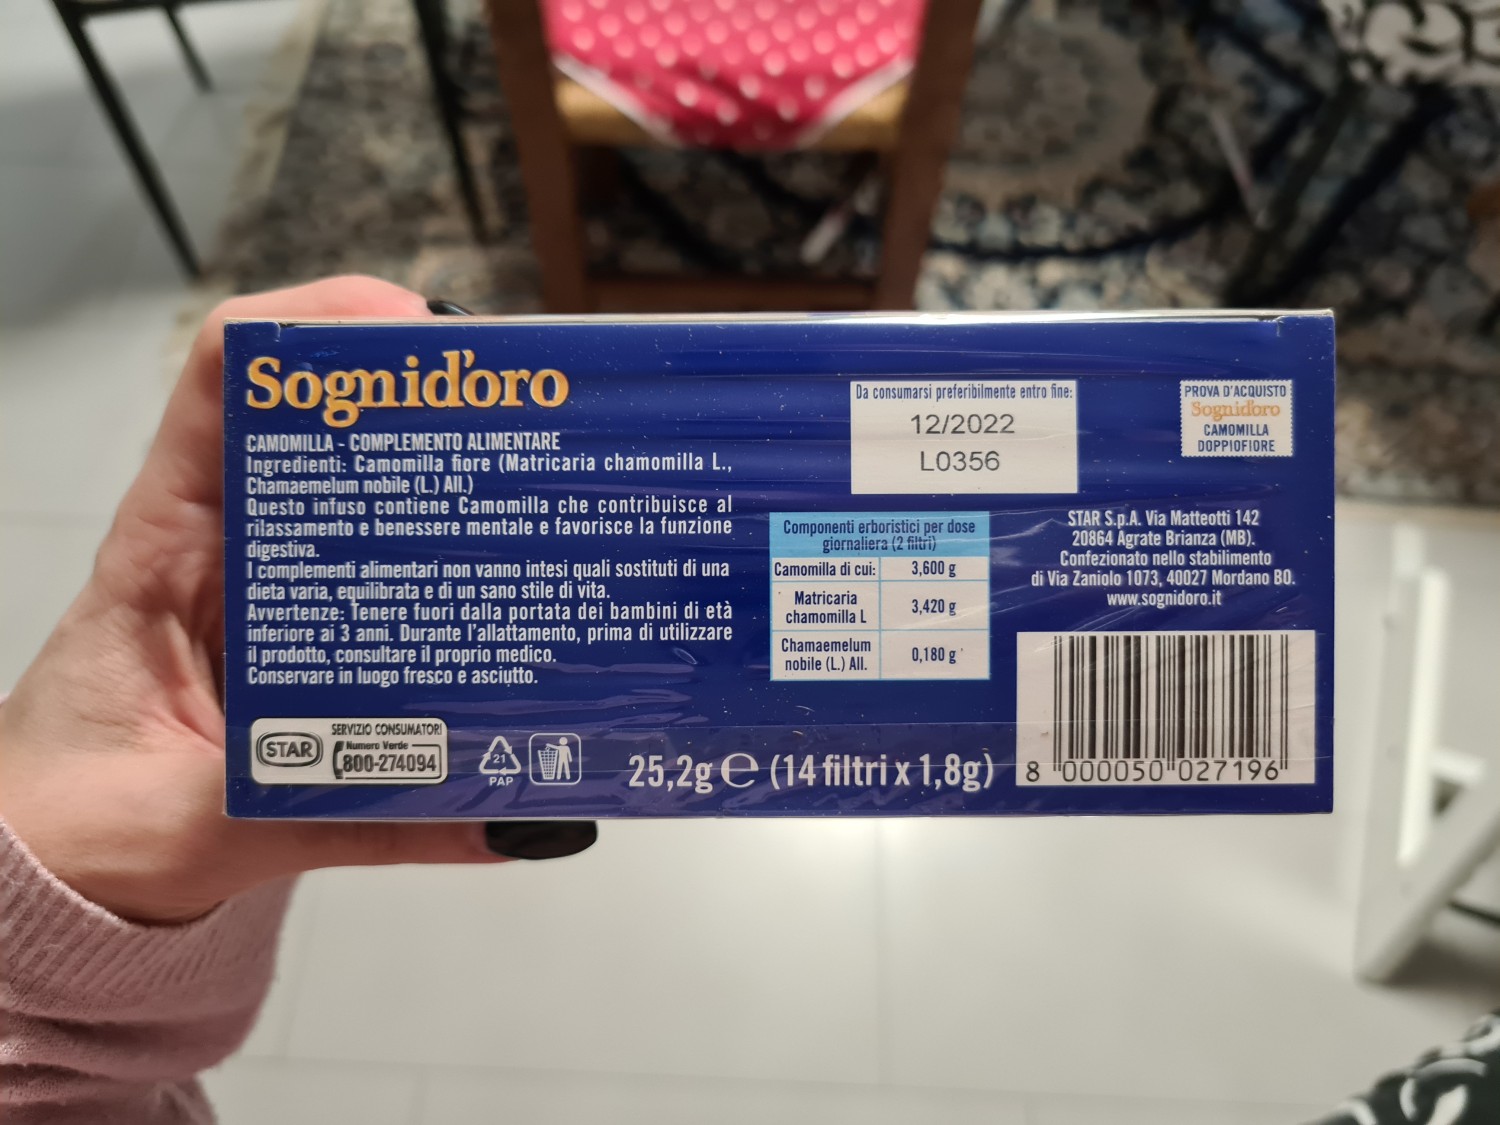 Sognid'oro
CAMOMILLA - COMPLEMENTO ALIMENTARE
Ingredienti: Camomilla fiore (Matricaria chamomilla L.,
Chamaemelum nobile (L.) All.)
Questo infuso contiene Camomilla che contribuisce al
rilassamento e benessere mentale e favorisce la funzione
digestiva.
I complementi alimentari non vanno intesi quali sostituti di una
dieta varia, equilibrata e di un sano stile di vita.
Avvertenze: Tenere fuori dalla portata dei bambini di età
inferiore ai 3 anni. Durante l'allattamento, prima di utilizzare
il prodotto, consultare il proprio medico.
Conservare in luogo fresco e asciutto.
STAR
SERVIZIO CONSUMATORI
Numero Verde
800-274094
21
PAP
25,2g e (14 filtri x 1,8g)
Da consumarsi preferibilmente entro fine:
12/2022
L0356
Componenti erboristici per dose
giornaliera (2 filtri)
Camomilla di cui: 3,600 g
Matricaria
chamomilla L 3,420 g
Chamaemelum
nobile (L.) All. 0,180 g
PROVA D'ACQUISTO
Sognid'oro
CAMOMILLA
DOPPIOFIORE
STAR S.p.A. Via Matteotti 142
20864 Agrate Brianza (MB).
Confezionato nello stabilimento
di Via Zaniolo 1073, 40027 Mordano BO.
www.sognidoro.it
8 000050 027196